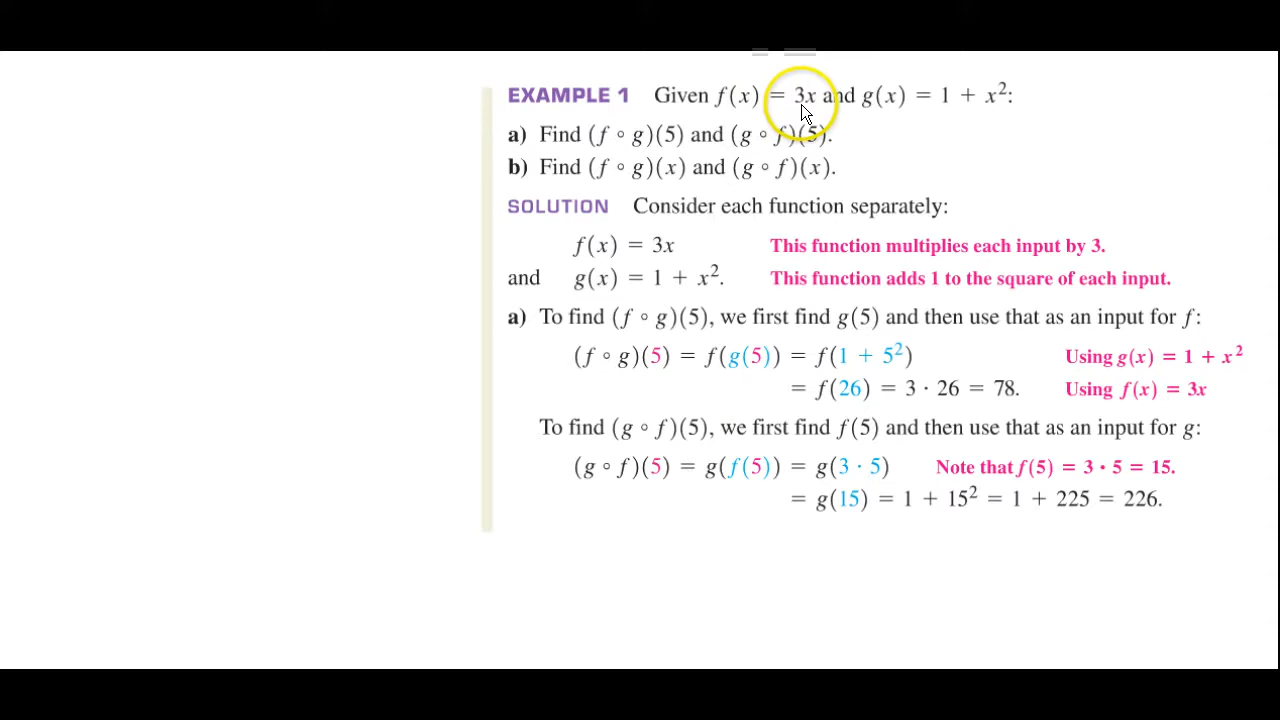 EXAMPLE 1 Given f(x) = 3x and g(x) = 1 + x²:
a) Find (f ∘ g)(5) and (g ∘ f)(5).
b) Find (f ∘ g)(x) and (g ∘ f)(x).
SOLUTION Consider each function separately:
f(x) = 3x This function multiplies each input by 3.
and g(x) = 1 + x². This function adds 1 to the square of each input.
a) To find (f ∘ g)(5), we first find g(5) and then use that as an input for f:
(f ∘ g)(5) = f(g(5)) = f(1 + 5²) Using g(x) = 1 + x²
= f(26) = 3 · 26 = 78. Using f(x) = 3x
To find (g ∘ f)(5), we first find f(5) and then use that as an input for g:
(g ∘ f)(5) = g(f(5)) = g(3 · 5) Note that f(5) = 3 · 5 = 15.
= g(15) = 1 + 15² = 1 + 225 = 226.